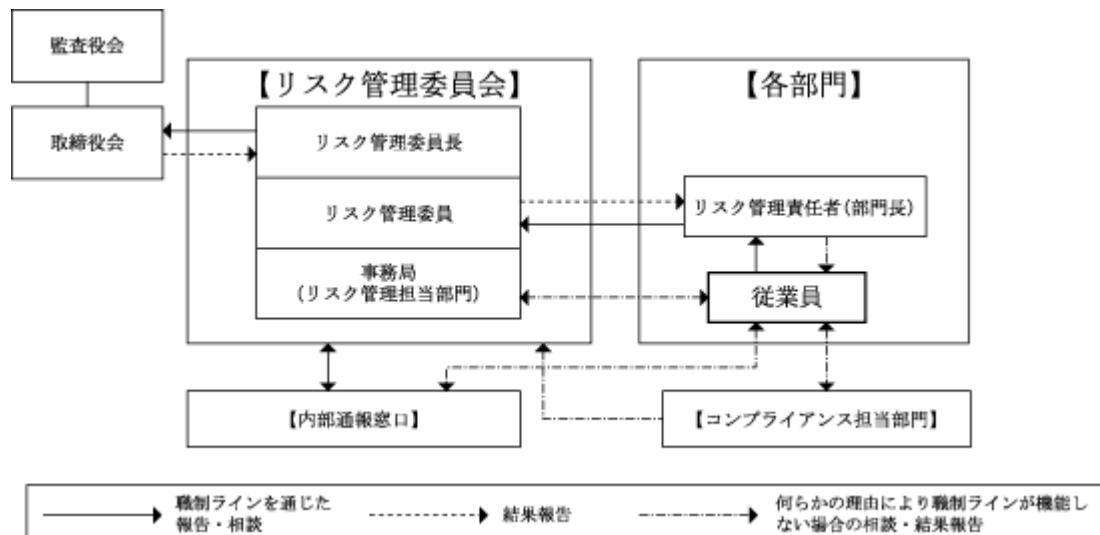 監査役会
取締役会
【リスク管理委員会】
リスク管理委員長
リスク管理委員
事務局
（リスク管理担当部門）
【各部門】
リスク管理責任者（部門長）
従業員
【内部通報窓口】
【コンプライアンス担当部門】
職制ラインを通じた
報告・相談
結果報告
何らかの理由により職制ラインが機能し
ない場合の相談・結果報告